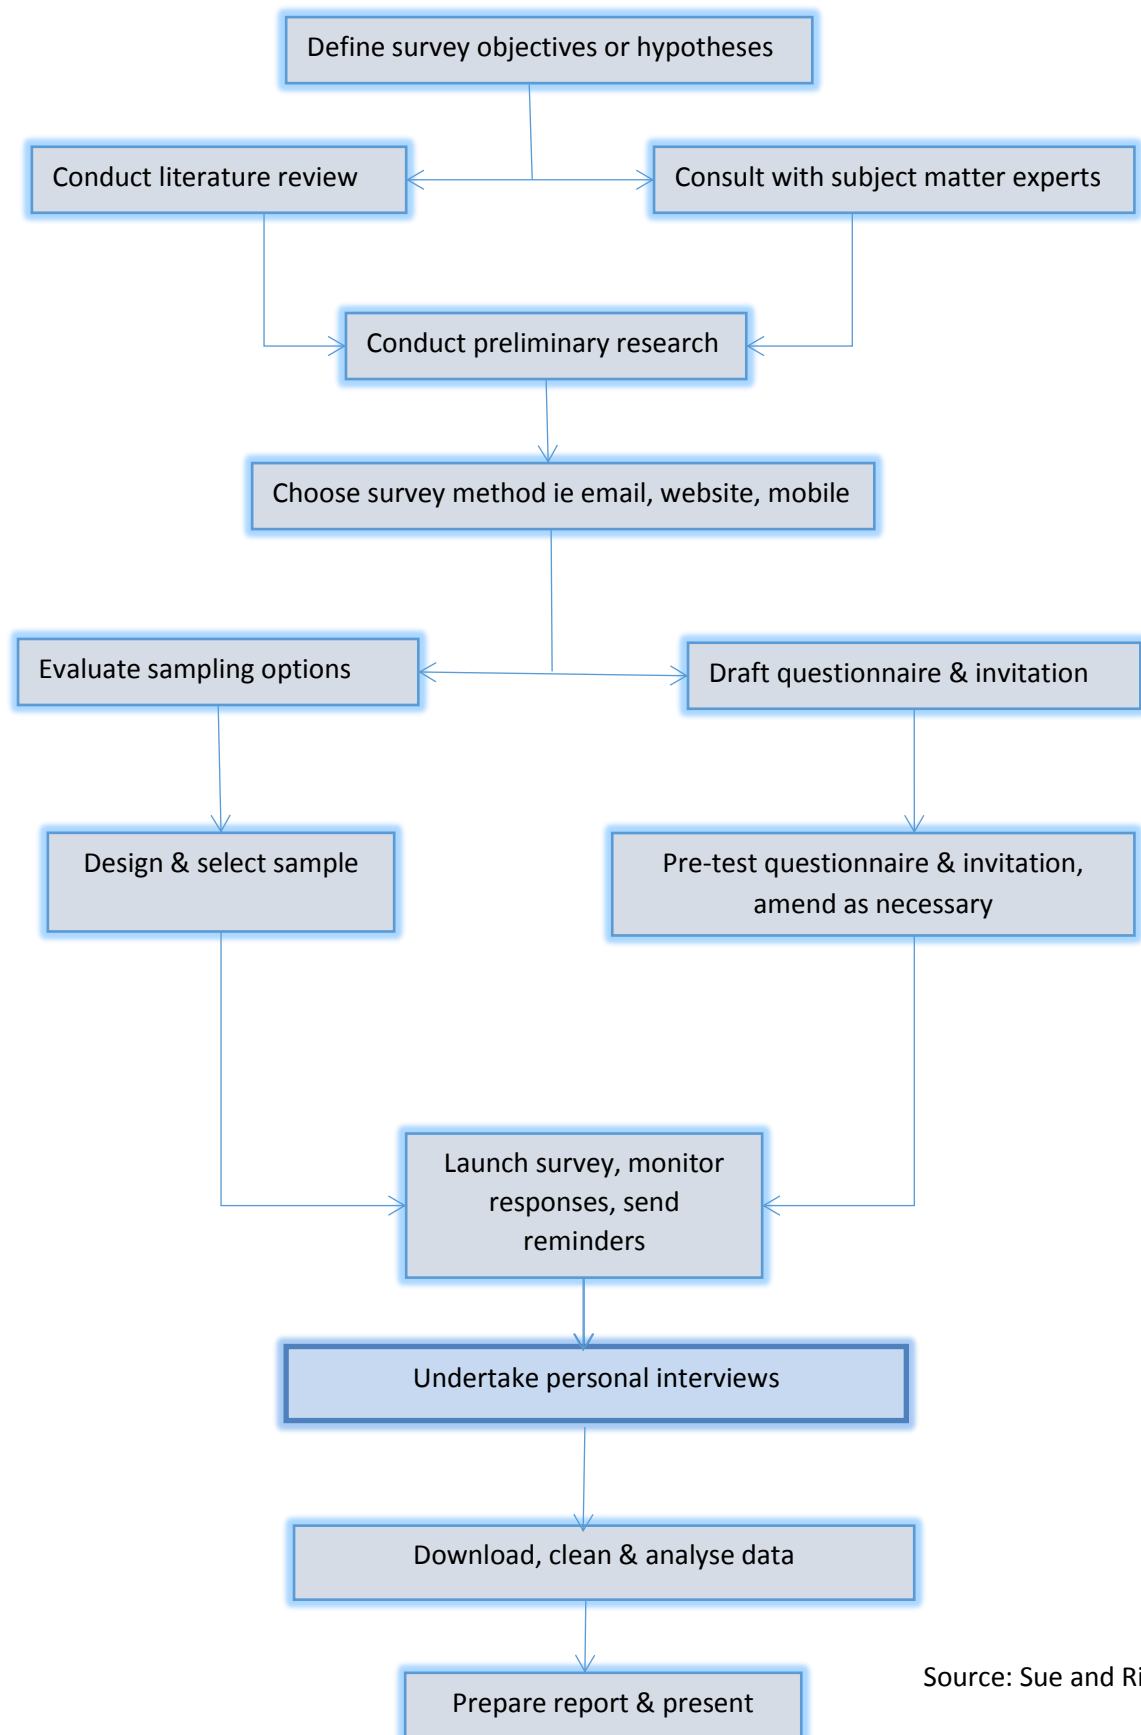 Define survey objectives or hypotheses
Conduct literature review
Consult with subject matter experts
Conduct preliminary research
Choose survey method ie email, website, mobile
Evaluate sampling options
Draft questionnaire & invitation
Design & select sample
Pre-test questionnaire & invitation,
amend as necessary
Launch survey, monitor
responses, send
reminders
Undertake personal interviews
Download, clean & analyse data
Source: Sue and
Prepare report & present